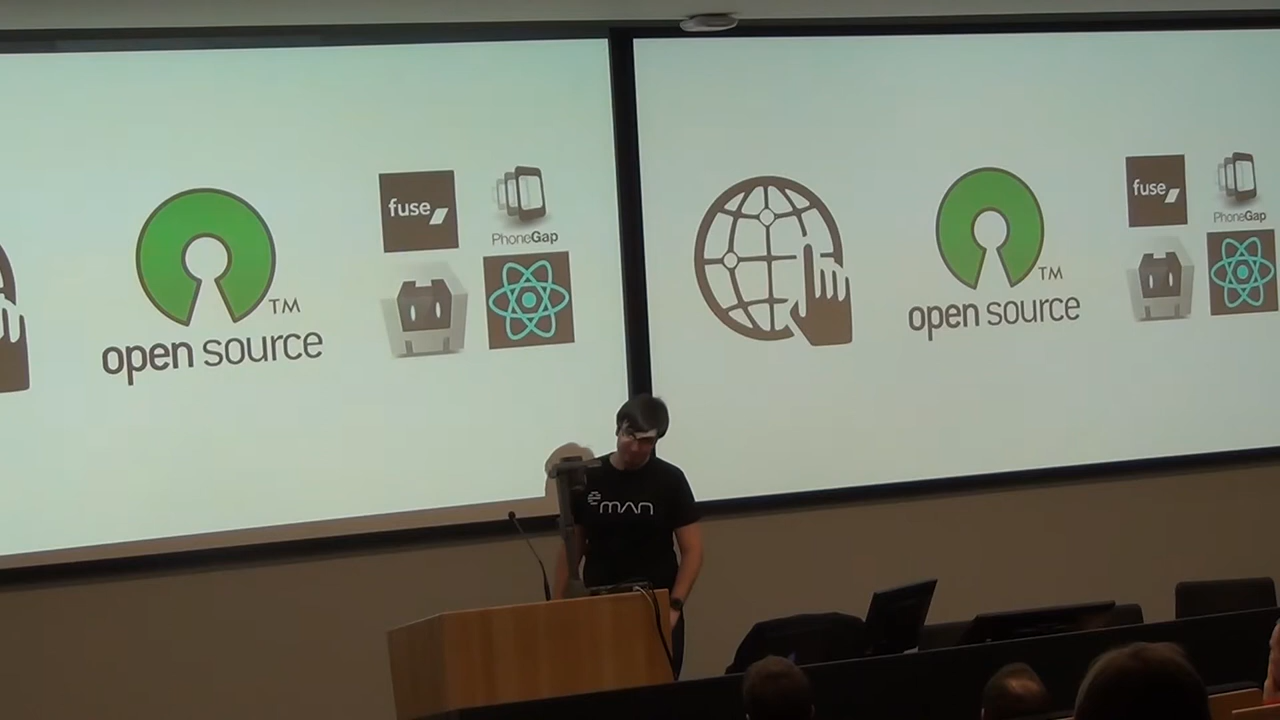 fuse
PhoneGap
TM
open source
fuse
PhoneGap
TM
open source
eman